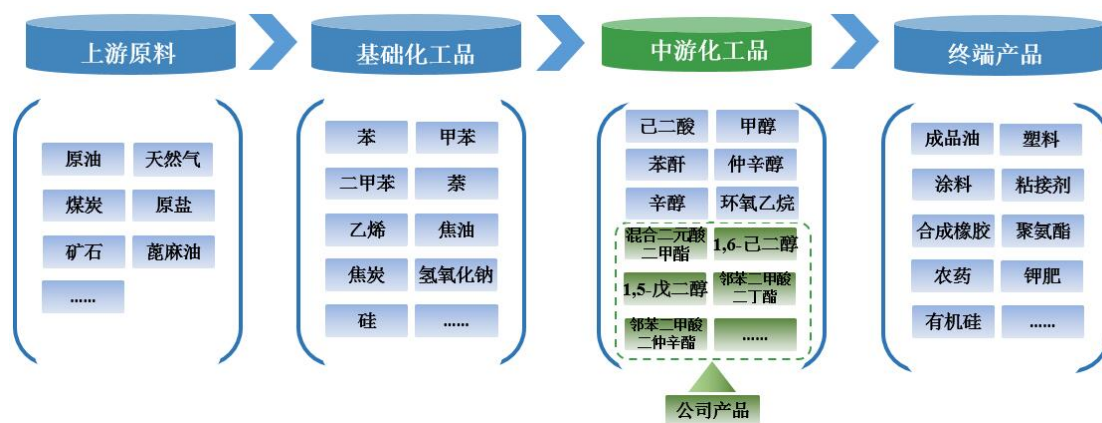 上游原料
基础化工品
中游化工品
终端产品
原油
天然气
煤炭
原盐
矿石
蓖麻油
......
苯
甲苯
二甲苯
萘
乙烯
焦油
焦炭
氢氧化钠
硅
......
己二酸
甲醇
苯酐
仲辛醇
辛醇
环氧乙烷
混合二元酸
二甲酯
1,6-己二醇
1,5-戊二醇
邻苯二甲酸
二丁酯
邻苯二甲酸
二仲辛酯
......
公司产品
成品油
塑料
涂料
粘接剂
合成橡胶
聚氨酯
农药
钾肥
有机硅
......